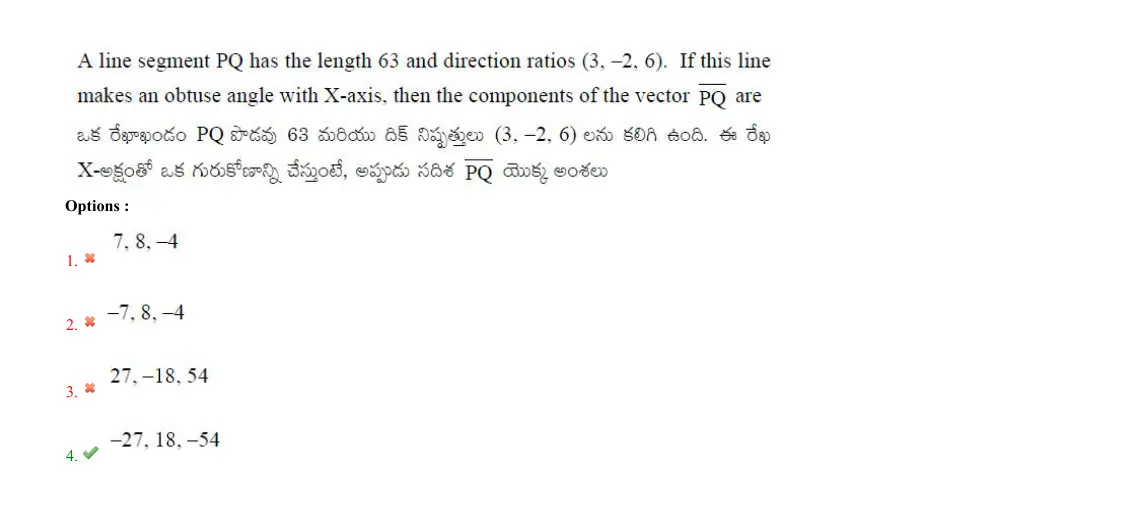 A line segment PQ has the length 63 and direction ratios (3, –2, 6). If this line
makes an obtuse angle with X-axis, then the components of the vector P̅Q̅ are
ఒక రేఖాఖండం PQ పొడవు 63 మరియు దిక్ నిష్పత్తులు (3, –2, 6) లను కలిగి ఉంది. ఈ రేఖ
X-అక్షంతో ఒక గురుకోణాన్ని చేస్తుంటే, అప్పుడు సదిశ P̅Q̅ యొక్క అంశలు
Options :
7, 8, –4
1.
–7, 8, –4
2.
27, –18, 54
3.
–27, 18, –54
4.